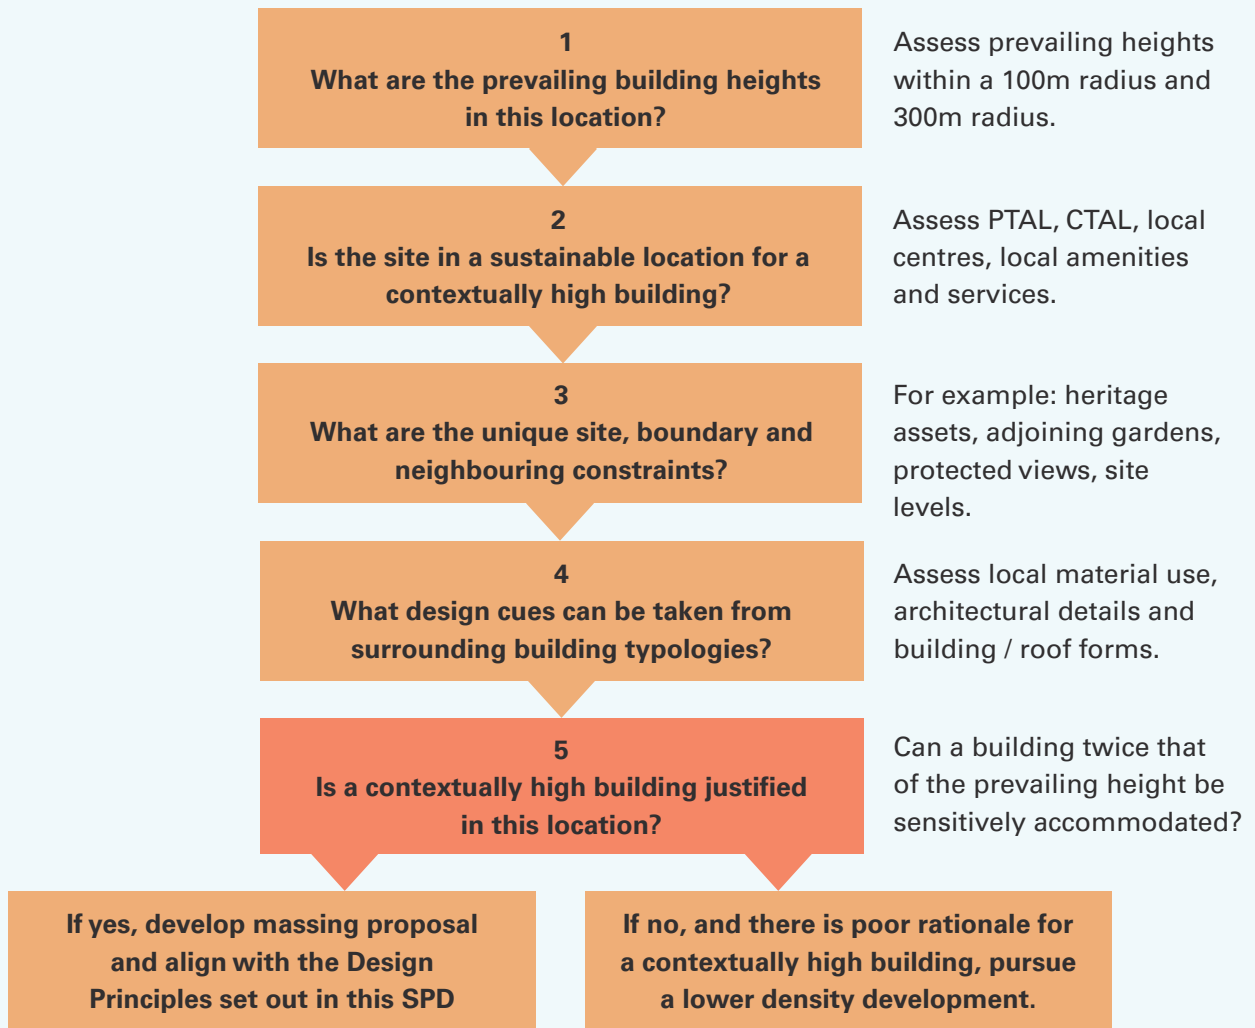 1
What are the prevailing building heights
in this location?
Assess prevailing heights
within a 100m radius and
300m radius.
2
Is the site in a sustainable location for a
contextually high building?
Assess PTAL, CTAL, local
centres, local amenities
and services.
3
What are the unique site, boundary and
neighbouring constraints?
For example: heritage
assets, adjoining gardens,
protected views, site
levels.
4
What design cues can be taken from
surrounding building typologies?
Assess local material use,
architectural details and
building / roof forms.
5
Is a contextually high building justified
in this location?
Can a building twice that
of the prevailing height be
sensitively accommodated?
If yes, develop massing proposal
and align with the Design
Principles set out in this SPD
If no, and there is poor rationale for
a contextually high building, pursue
a lower density development.